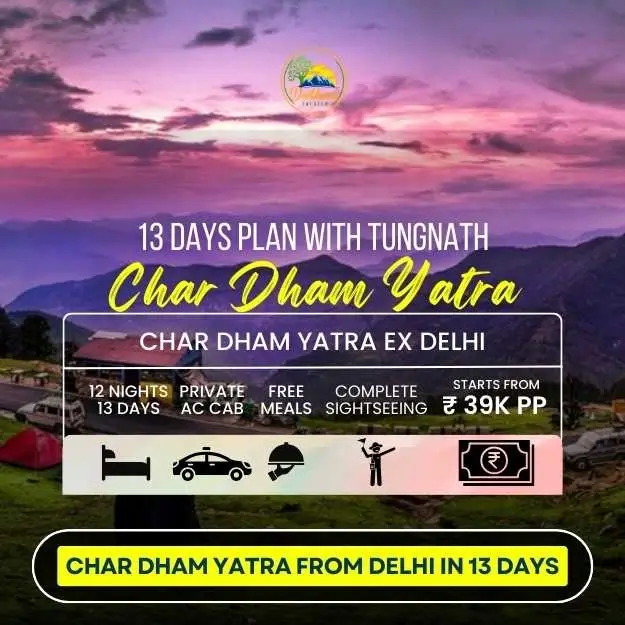 13 DAYS PLAN WITH TUNGNATH
Char Dham Yatra
CHAR DHAM YATRA EX DELHI
12 NIGHTS
13 DAYS
PRIVATE
AC CAB
FREE
MEALS
COMPLETE
SIGHTSEEING
STARTS FROM
₹ 39K PP
₹
CHAR DHAM YATRA FROM DELHI IN 13 DAYS